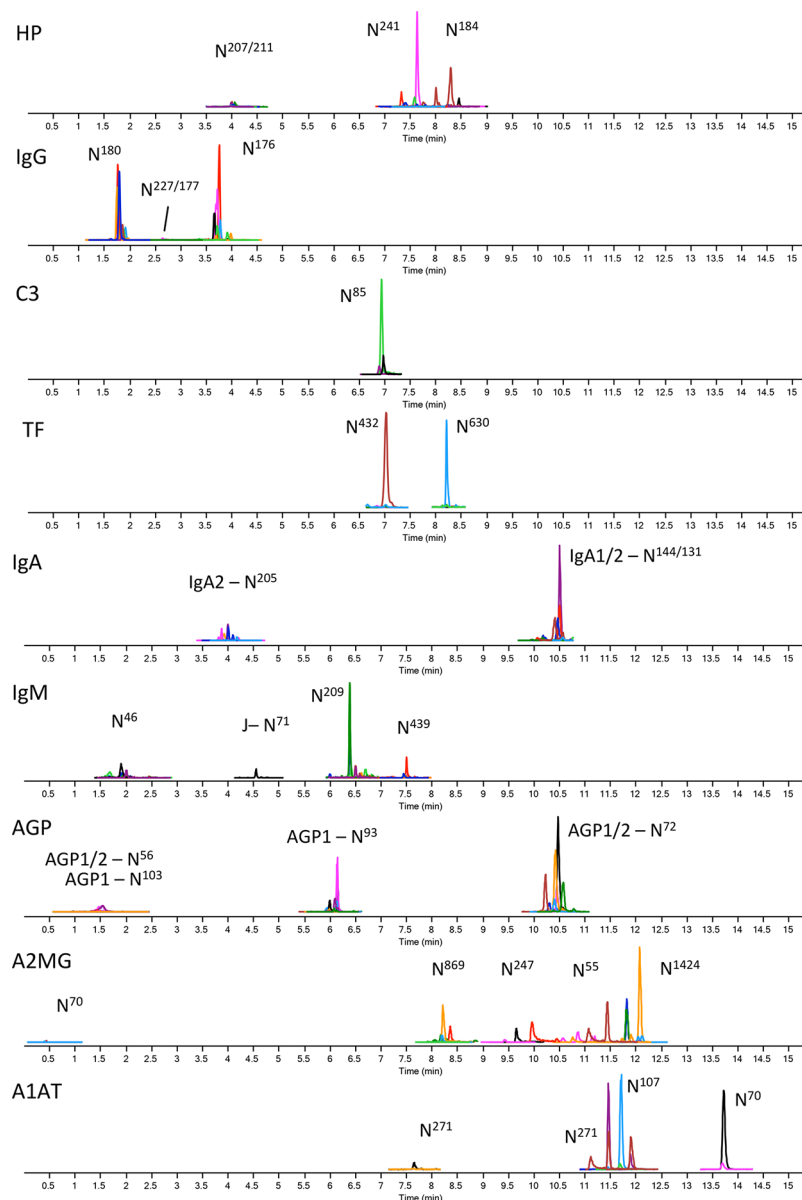 HP
N207/211
N241
N184
0.5 1 1.5 2 2.5 3 3.5 4 4.5 5 5.5 6 6.5 7 7.5 8 8.5 9 9.5 10 10.5 11 11.5 12 12.5 13 13.5 14 14.5 15
Time (min)
IgG
N180
N227/177
N176
0.5 1 1.5 2 2.5 3 3.5 4 4.5 5 5.5 6 6.5 7 7.5 8 8.5 9 9.5 10 10.5 11 11.5 12 12.5 13 13.5 14 14.5 15
Time (min)
C3
N85
0.5 1 1.5 2 2.5 3 3.5 4 4.5 5 5.5 6 6.5 7 7.5 8 8.5 9 9.5 10 10.5 11 11.5 12 12.5 13 13.5 14 14.5 15
Time (min)
TF
N432
N630
0.5 1 1.5 2 2.5 3 3.5 4 4.5 5 5.5 6 6.5 7 7.5 8 8.5 9 9.5 10 10.5 11 11.5 12 12.5 13 13.5 14 14.5 15
Time (min)
IgA
IgA2 – N205
IgA1/2 – N144/131
0.5 1 1.5 2 2.5 3 3.5 4 4.5 5 5.5 6 6.5 7 7.5 8 8.5 9 9.5 10 10.5 11 11.5 12 12.5 13 13.5 14 14.5 15
Time (min)
IgM
N46
J– N71
N209
N439
0.5 1 1.5 2 2.5 3 3.5 4 4.5 5 5.5 6 6.5 7 7.5 8 8.5 9 9.5 10 10.5 11 11.5 12 12.5 13 13.5 14 14.5 15
Time (min)
AGP
AGP1/2 – N56
AGP1 – N103
AGP1 – N93
AGP1/2 – N72
0.5 1 1.5 2 2.5 3 3.5 4 4.5 5 5.5 6 6.5 7 7.5 8 8.5 9 9.5 10 10.5 11 11.5 12 12.5 13 13.5 14 14.5 15
Time (min)
A2MG
N70
N869
N247
N55
N1424
0.5 1 1.5 2 2.5 3 3.5 4 4.5 5 5.5 6 6.5 7 7.5 8 8.5 9 9.5 10 10.5 11 11.5 12 12.5 13 13.5 14 14.5 15
Time (min)
A1AT
N271
N271
N107
N70
0.5 1 1.5 2 2.5 3 3.5 4 4.5 5 5.5 6 6.5 7 7.5 8 8.5 9 9.5 10 10.5 11 11.5 12 12.5 13 13.5 14 14.5 15
Time (min)